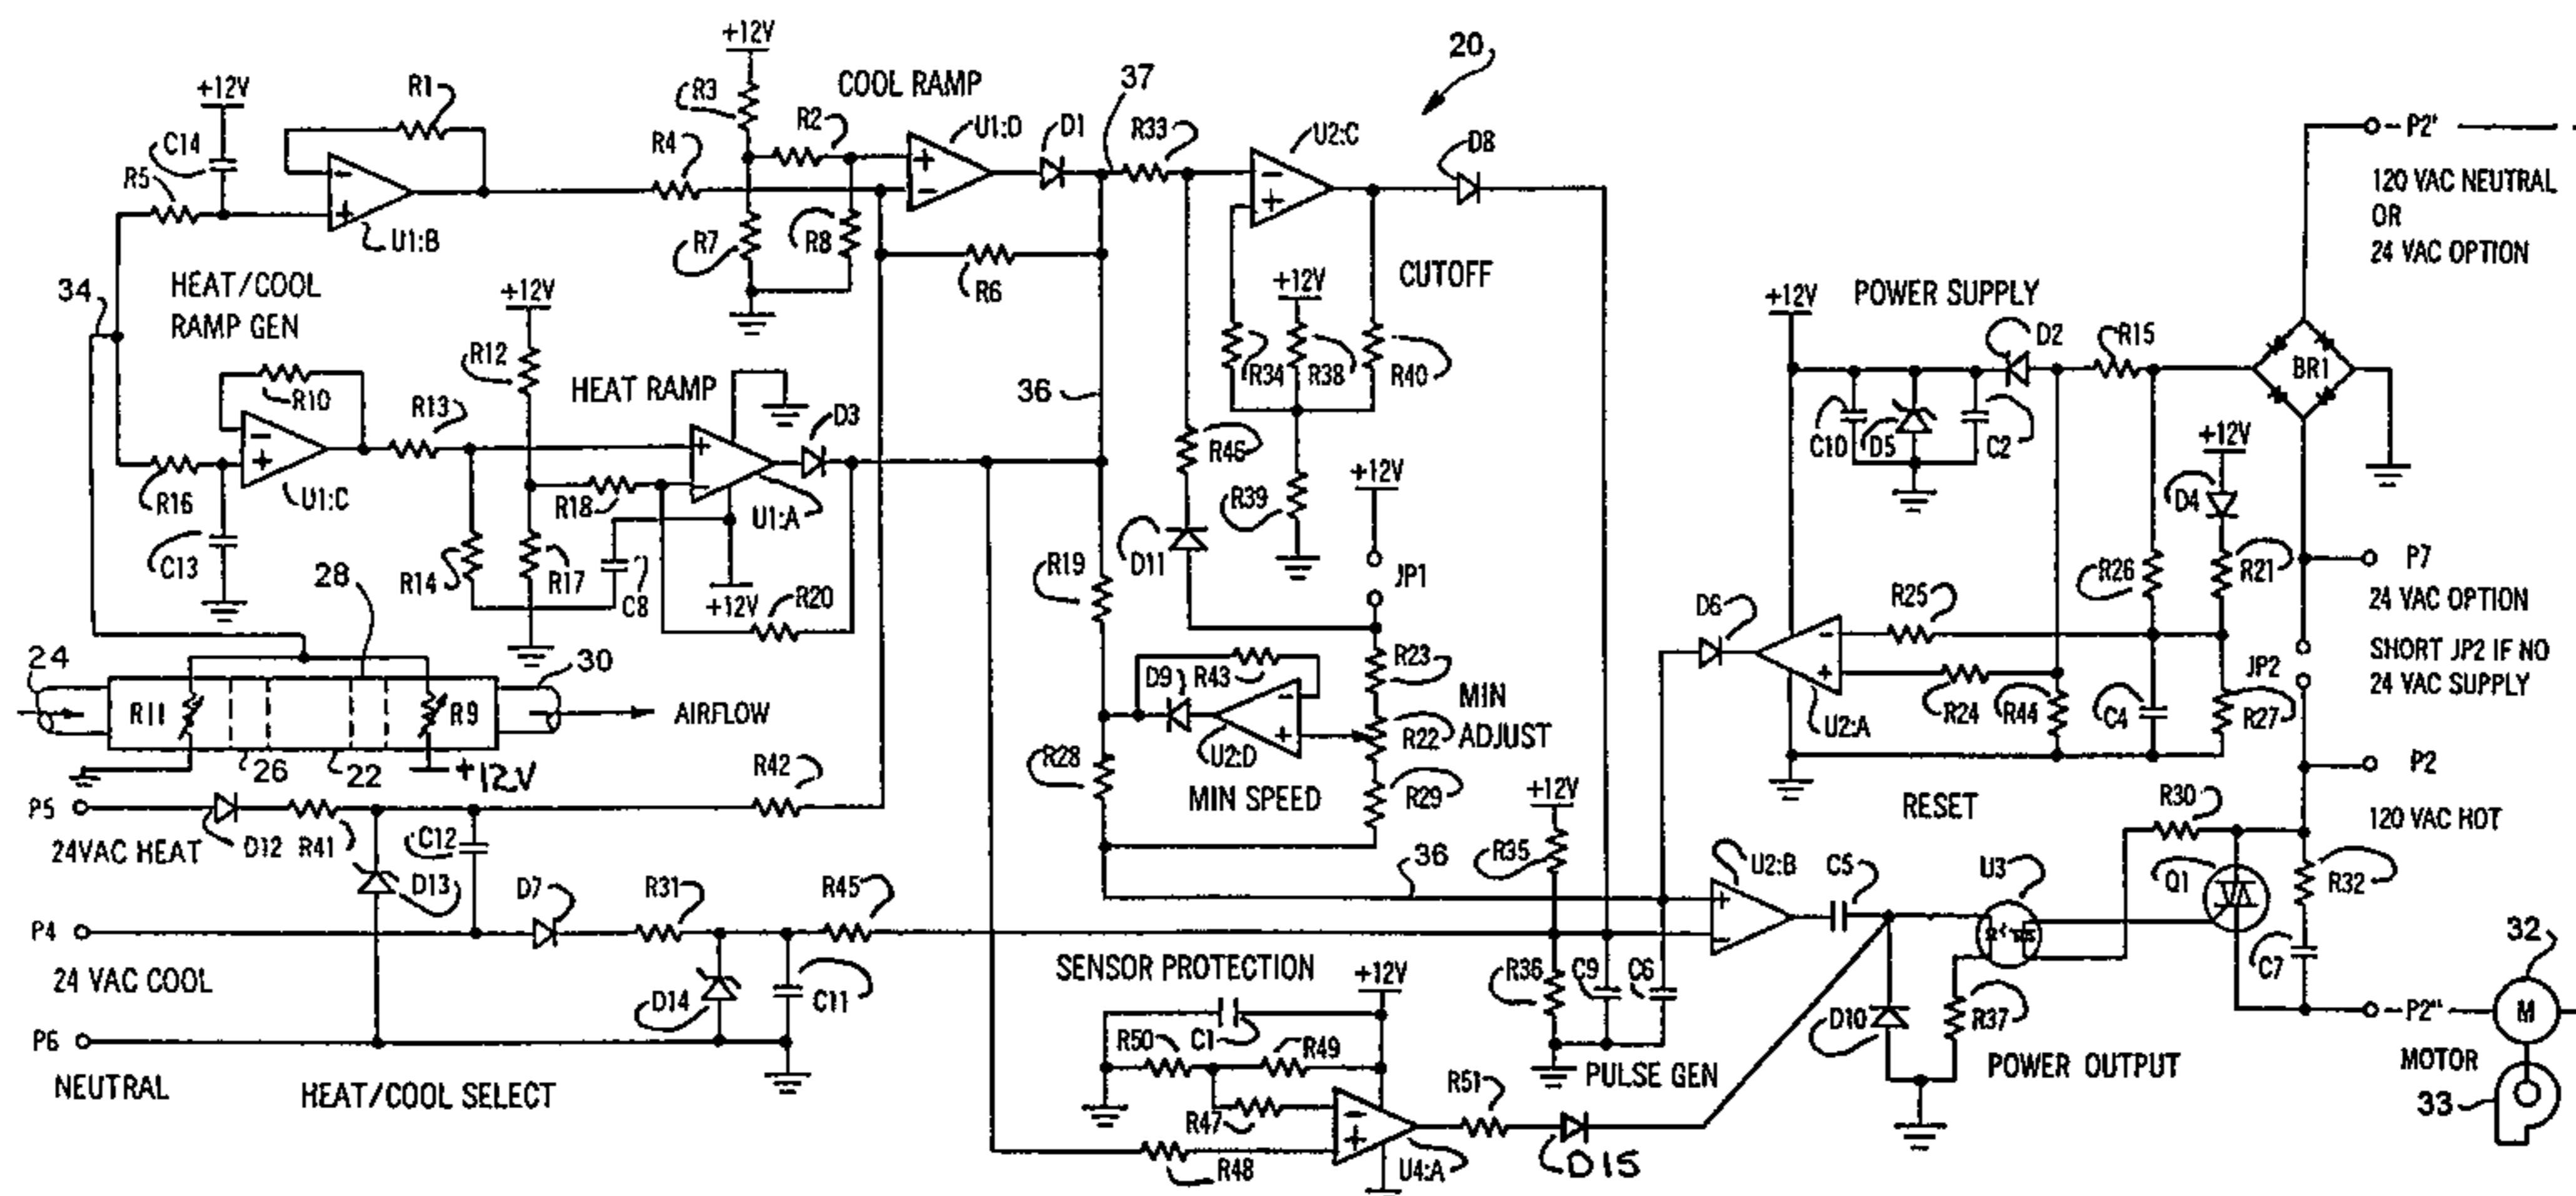 20
+12V
R1
+12V
R3
COOL RAMP
37
C14
R2
U1:D
D1
R33
U2:C
P2'
R5
R4
D8
120 VAC NEUTRAL
OR
24 VAC OPTION
U1:B
R7
R8
R6
CUTOFF
34
HEAT/COOL
RAMP GEN
+12V
+12V
+12V
POWER SUPPLY
D2
R15
R12
HEAT RAMP
36
R34
R38
R40
BR1
R10
R13
D3
C10
D5
C2
+12V
R16
U1:C
R18
U1:A
R46
+12V
R39
D4
C13
R14
R17
C8
+12V
R20
R19
D11
JP1
R26
R21
P7
24 VAC OPTION
28
D6
R25
24
30
R11
R9
AIRFLOW
D9
R43
R23
MIN
ADJUST
R22
JP2
SHORT JP2 IF NO
24 VAC SUPPLY
26
22
+12V
U2:D
U2:A
R24
R44
C4
R27
R42
R28
MIN SPEED
R29
+12V
RESET
R30
P2
120 VAC HOT
P5
24VAC HEAT
D12
R41
C12
D13
36
R35
U2:B
C5
U3
Q1
R32
D7
R31
R45
P4
24 VAC COOL
D14
C11
SENSOR PROTECTION
+12V
R36
C9
C6
C7
32
D10
R37
P2"
M
P6
NEUTRAL
HEAT/COOL SELECT
R50
C1
R49
PULSE GEN
POWER OUTPUT
MOTOR
33
R47
R51
R48
U4:A
D15